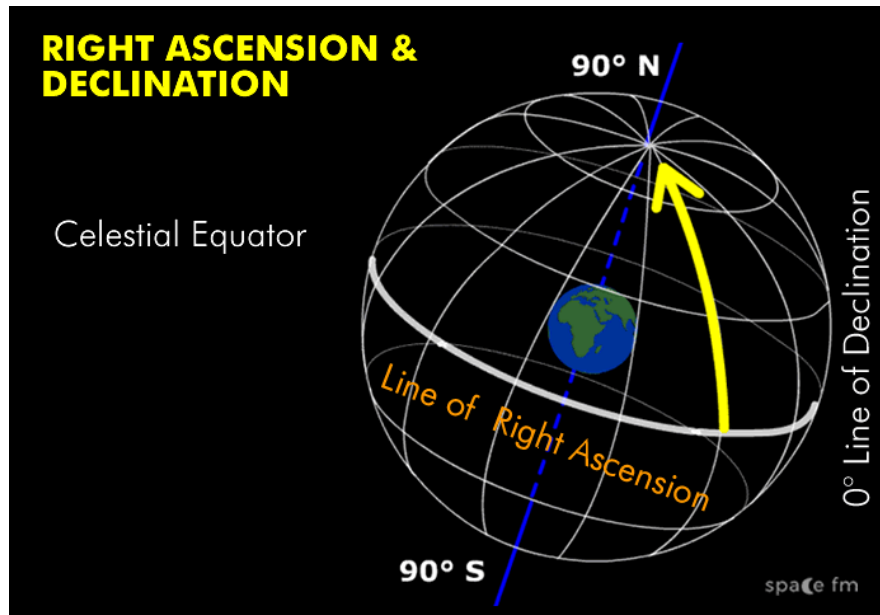 RIGHT ASCENSION &
DECLINATION
90° N
Celestial Equator
0° Line of Declination
Line of Right Ascension
90° S
space fm